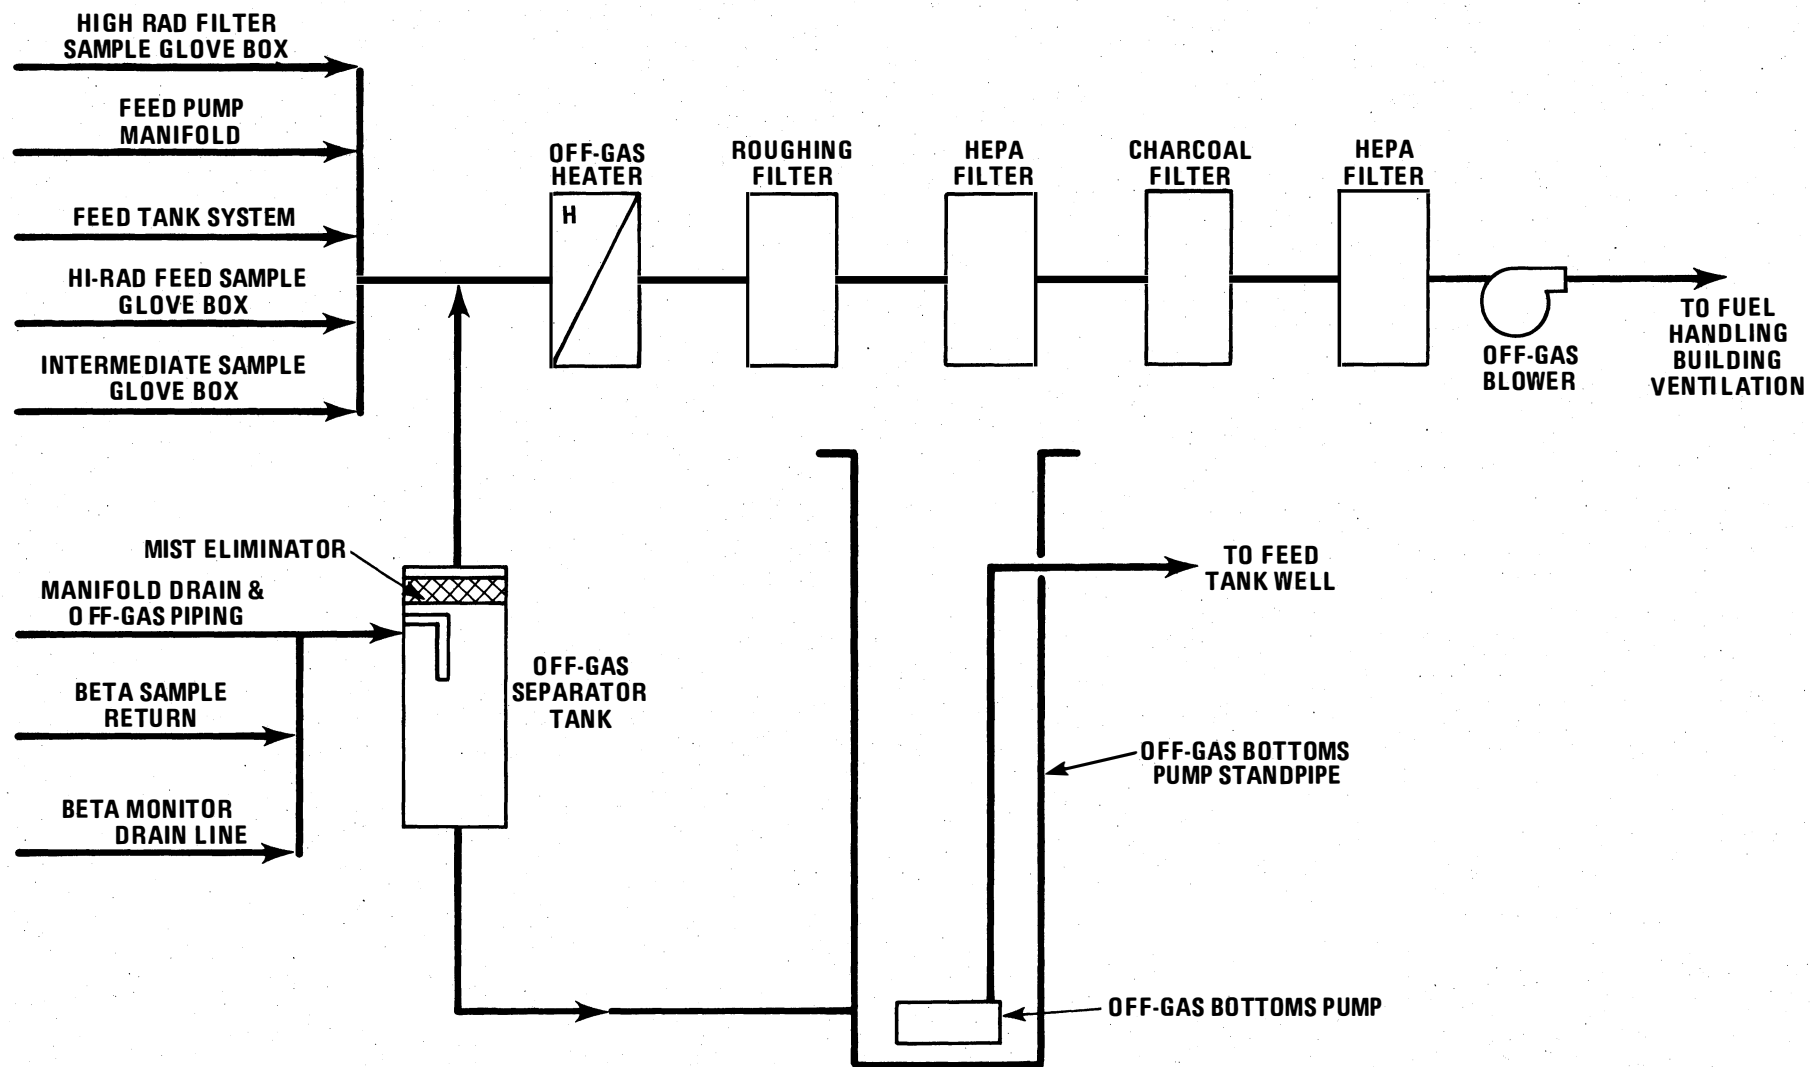 HIGH RAD FILTER
SAMPLE GLOVE BOX
FEED PUMP
MANIFOLD
FEED TANK SYSTEM
HI-RAD FEED SAMPLE
GLOVE BOX
INTERMEDIATE SAMPLE
GLOVE BOX
OFF-GAS
HEATER
H
ROUGHING
FILTER
HEPA
FILTER
CHARCOAL
FILTER
HEPA
FILTER
OFF-GAS
BLOWER
TO FUEL
HANDLING
BUILDING
VENTILATION
MIST ELIMINATOR
MANIFOLD DRAIN &
OFF-GAS PIPING
BETA SAMPLE
RETURN
BETA MONITOR
DRAIN LINE
OFF-GAS
SEPARATOR
TANK
TO FEED
TANK WELL
OFF-GAS BOTTOMS
PUMP STANDPIPE
OFF-GAS BOTTOMS PUMP